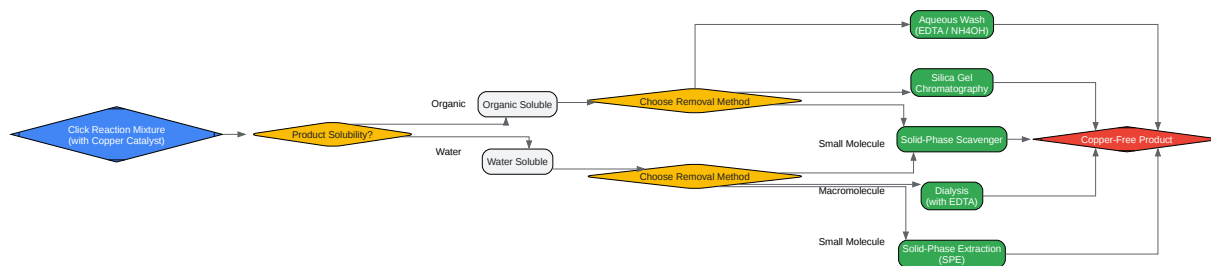 Click Reaction Mixture
(with Copper Catalyst)
Product Solubility?
Organic
Water
Organic Soluble
Water Soluble
Choose Removal Method
Choose Removal Method
Small Molecule
Macromolecule
Small Molecule
Aqueous Wash
(EDTA / NH4OH)
Silica Gel
Chromatography
Solid-Phase Scavenger
Dialysis
(with EDTA)
Solid-Phase Extraction
(SPE)
Copper-Free Product